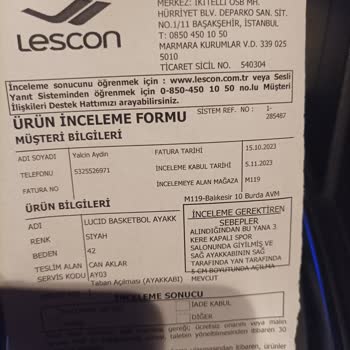 Lescon
MERKEZ: İKİTELLİ OSB MH.
HÜRRİYET BLV. DEPARKO SAN. SİT.
NO.1/11 BAŞAKŞEHİR, İSTANBUL
T: 0850 450 10 50
MARMARA KURUMLAR V.D. 339 025
5010
TİCARET SİCİL NO. 540304
İnceleme sonucunu öğrenmek için : www.lescon.com.tr veya Sesli
Yanıt Sisteminden öğrenmek için : 0-850-450 10 50 no.lu Müşteri
İlişkileri Destek Hattımızı arayabilirsiniz.
SİSTEM REF. NO : 1-
285487
ÜRÜN İNCELEME FORMU
MÜŞTERİ BİLGİLERİ
ADI SOYADI Yalcin Aydin FATURA TARİHİ 15.10.2023
TELEFONU 5325526971 İNCELEME KABUL TARİHİ 5.11.2023
FATURA NO İNCELEMEYE ALAN MAĞAZA M119
M119-Balıkesir 10 Burda AVM
ÜRÜN BİLGİLERİ
ADI LUCID BASKETBOL AYAKK
RENK SIYAH
BEDEN 42
TESLİM ALAN CAN AKLAR
SERVİS KODU AY03
Taban Açılması (AYAKKABI)
İNCELEME GEREKTİREN
SEBEPLER
ALINDIĞINDAN BU YANA 3
KERE KAPALI SPOR
SALONUNDA GİYİLMİŞ VE
SAĞ AYAKKABININ SAĞ
TARAFINDA YAN TARAFINDA
5 CM BOYUTUNDA AÇILMA
MEVCUT
İNCELEME SONUCU
İADE KABUL
DİĞER